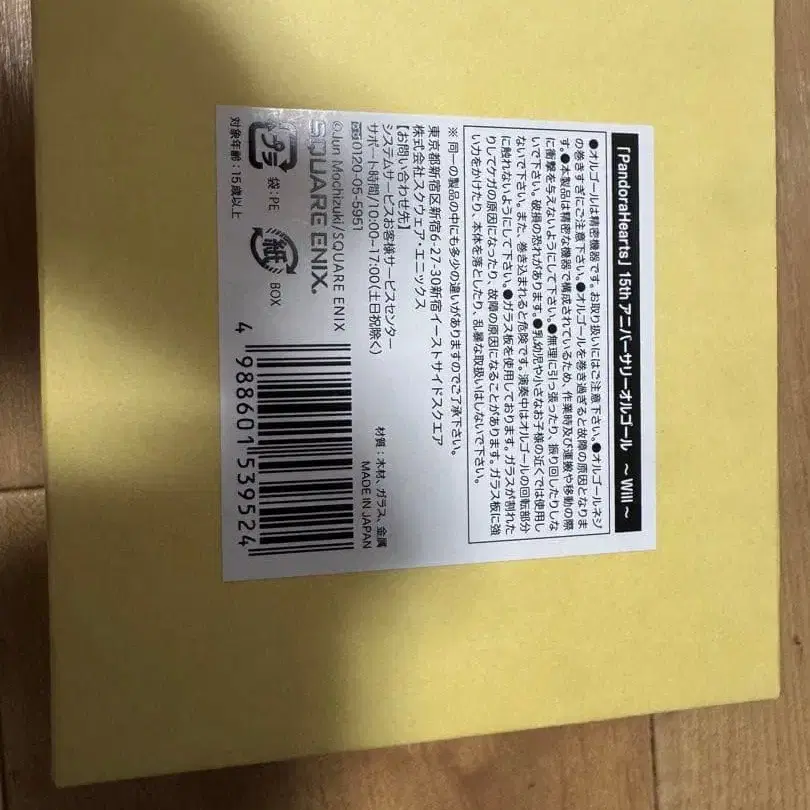 「PandoraHearts」15th アニバーサリーオルゴール ～Will～
●オルゴールは精密機器です。お取り扱いにはご注意下さい。●オルゴールネジ
の巻きすぎにご注意下さい。●オルゴールを巻き過ぎると故障の原因となりま
す。●本製品は精密な機器で構成されているため、作業時及び運搬や移動の際
に衝撃を与えないようにして下さい。●無理に引っ張ったり、振り回したりしな
いで下さい。破損の恐れがあります。●乳幼児や小さなお子様の近くでは使用し
ないで下さい。また、巻き込まれると危険です。演奏中はオルゴールの回転部分
に触れないようにして下さい。●ガラス板を使用しております。ガラスが割れた
りしてケガの原因になったり、故障の原因になることがあります。ガラス板に強
い力をかけたり、本体を落としたり、乱暴な取扱いはしないで下さい。
※同一の製品の中にも多少の違いがありますのでご了承下さい。
東京都新宿区新宿6-27-30新宿イーストサイドスクエア
株式会社スクウェア・エニックス
【お問い合わせ先】
システムサービスお客様サービスセンター
サポート時間/10:00~17:00(土日祝除く)
0120-05-5951
©Jun Mochizuki/SQUARE ENIX
SQUARE ENIX.
材質:木材、ガラス、金属
MADE IN JAPAN
プラ
袋:PE
紙
BOX
対象年齢:15歳以上
4 988601 539524